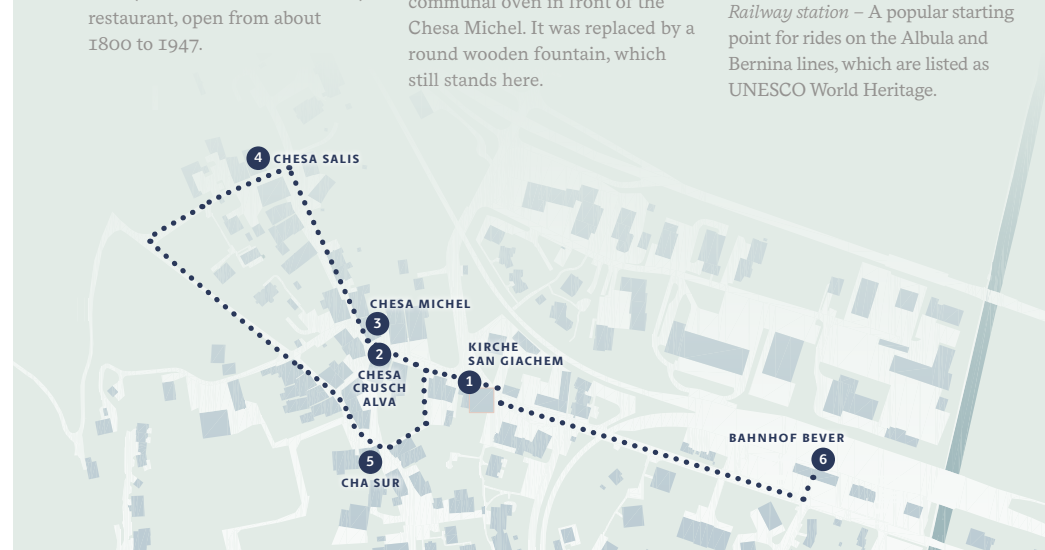 restaurant, open from about
1800 to 1947.
communal oven in front of the
Chesa Michel. It was replaced by a
round wooden fountain, which
still stands here.
Railway station – A popular starting
point for rides on the Albula and
Bernina lines, which are listed as
UNESCO World Heritage.
4 CHESA SALIS
CHESA MICHEL
3
2
CHESA
CRUSCH
ALVA
KIRCHE
SAN GIACHEM
1
BAHNHOF BEVER
6
5
CHA SUR